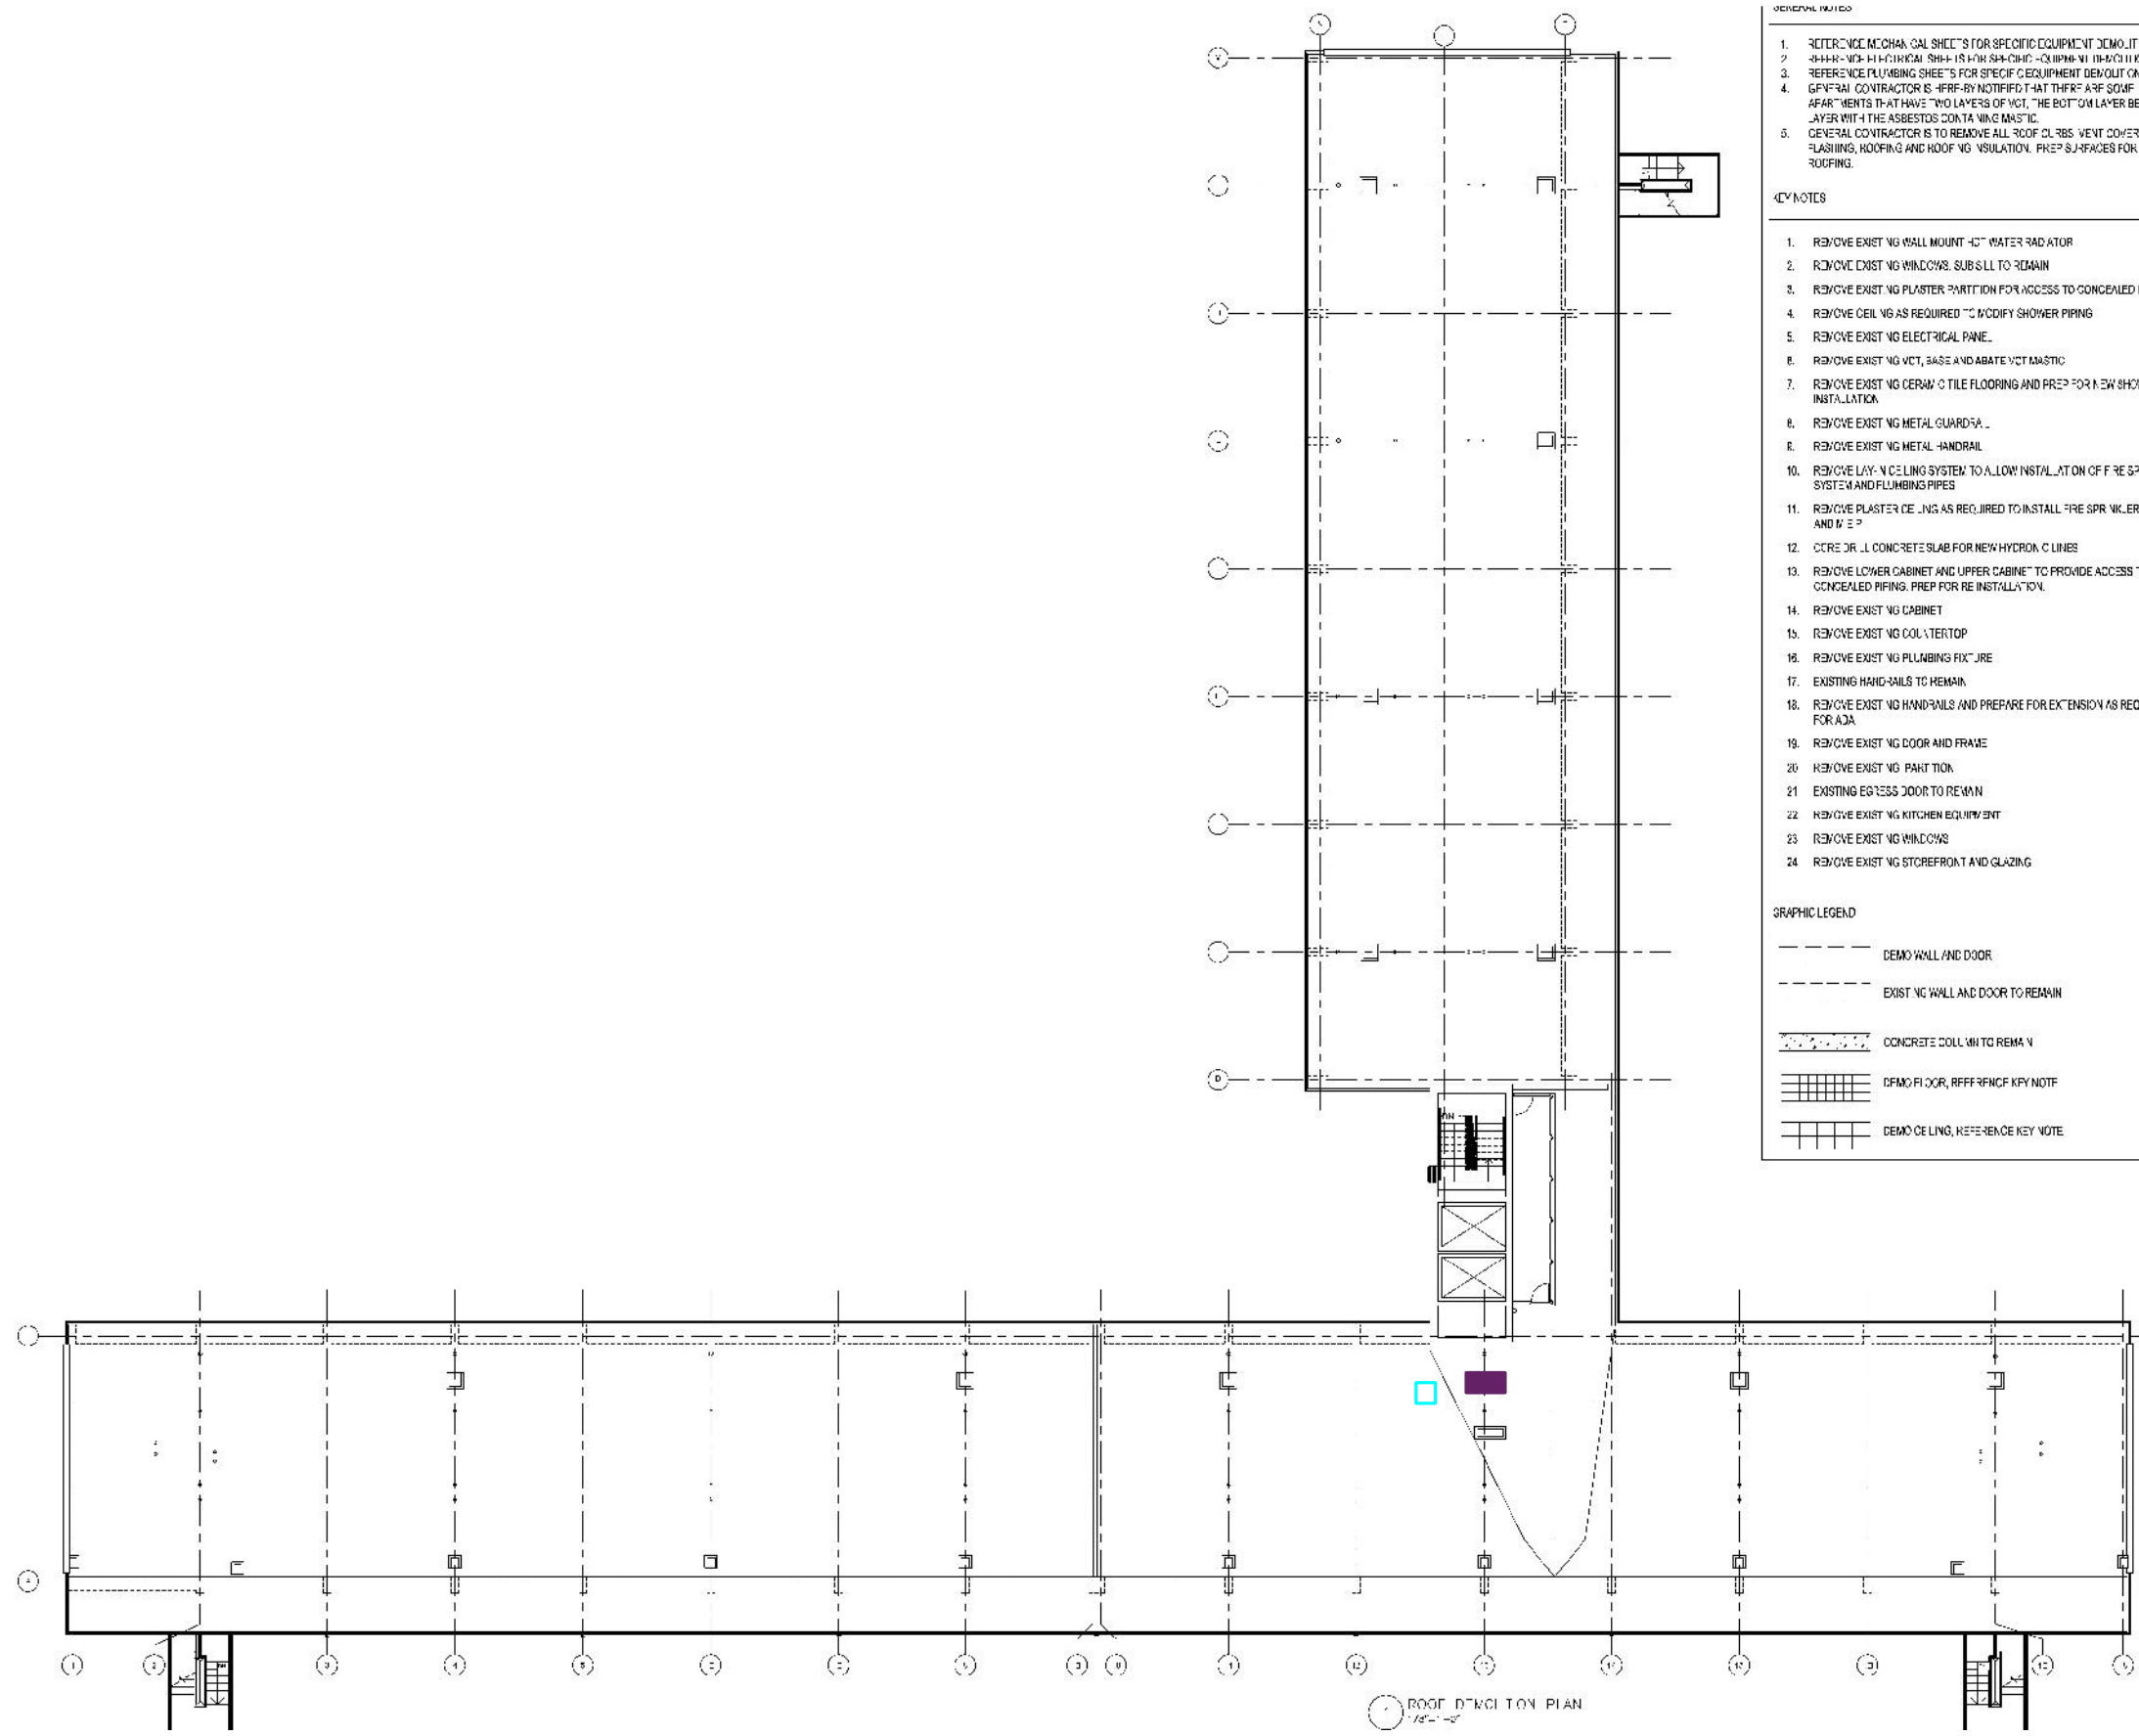 GENERAL NOTES
1. REFERENCE MECHANICAL SHEETS FOR SPECIFIC EQUIPMENT DEMOLIT
2. REFERENCE ELECTRICAL SHEETS FOR SPECIFIC EQUIPMENT DEMOLITIO
3. REFERENCE PLUMBING SHEETS FOR SPECIFIC EQUIPMENT DEMOLITION
4. GENERAL CONTRACTOR IS HERE-BY NOTIFIED THAT THERE ARE SOME
APARTMENTS THAT HAVE TWO LAYERS OF VCT, THE BOTTOM LAYER BE
LAYER WITH THE ASBESTOS CONTAINING MASTIC.
5. GENERAL CONTRACTOR IS TO REMOVE ALL ROOF CURBS, VENT COVER
FLASHING, ROOFING AND ROOFING INSULATION. PREP SURFACES FOR
ROOFING.
KEY NOTES
1. REMOVE EXISTING WALL MOUNT HOT WATER RADIATOR
2. REMOVE EXISTING WINDOWS. SUBSILL TO REMAIN
3. REMOVE EXISTING PLASTER PARTITION FOR ACCESS TO CONCEALED
4. REMOVE CEILING AS REQUIRED TO MODIFY SHOWER PIPING
5. REMOVE EXISTING ELECTRICAL PANEL
6. REMOVE EXISTING VCT, BASE AND ABATE VCT MASTIC
7. REMOVE EXISTING CERAMIC TILE FLOORING AND PREP FOR NEW SHO
INSTALLATION
8. REMOVE EXISTING METAL GUARDRAIL
9. REMOVE EXISTING METAL HANDRAIL
10. REMOVE LAY-IN CEILING SYSTEM TO ALLOW INSTALLATION OF FIRE SP
SYSTEM AND PLUMBING PIPES
11. REMOVE PLASTER CEILING AS REQUIRED TO INSTALL FIRE SPRINKLER
AND M E P
12. CORE DRILL CONCRETE SLAB FOR NEW HYDRONIC LINES
13. REMOVE LOWER CABINET AND UPPER CABINET TO PROVIDE ACCESS T
CONCEALED PIPING. PREP FOR RE INSTALLATION.
14. REMOVE EXISTING CABINET
15. REMOVE EXISTING COUNTERTOP
16. REMOVE EXISTING PLUMBING FIXTURE
17. EXISTING HANDRAILS TO REMAIN
18. REMOVE EXISTING HANDRAILS AND PREPARE FOR EXTENSION AS REQ
FOR ADA
19. REMOVE EXISTING DOOR AND FRAME
20 REMOVE EXISTING PARTITION
21 EXISTING EGRESS DOOR TO REMAIN
22 REMOVE EXISTING KITCHEN EQUIPMENT
23 REMOVE EXISTING WINDOWS
24 REMOVE EXISTING STOREFRONT AND GLAZING
GRAPHIC LEGEND
DEMO WALL AND DOOR
EXISTING WALL AND DOOR TO REMAIN
CONCRETE COLUMN TO REMAIN
DEMO FLOOR, REFERENCE KEY NOTE
DEMO CEILING, REFERENCE KEY NOTE
D
DN
ROOF DEMOLITION PLAN